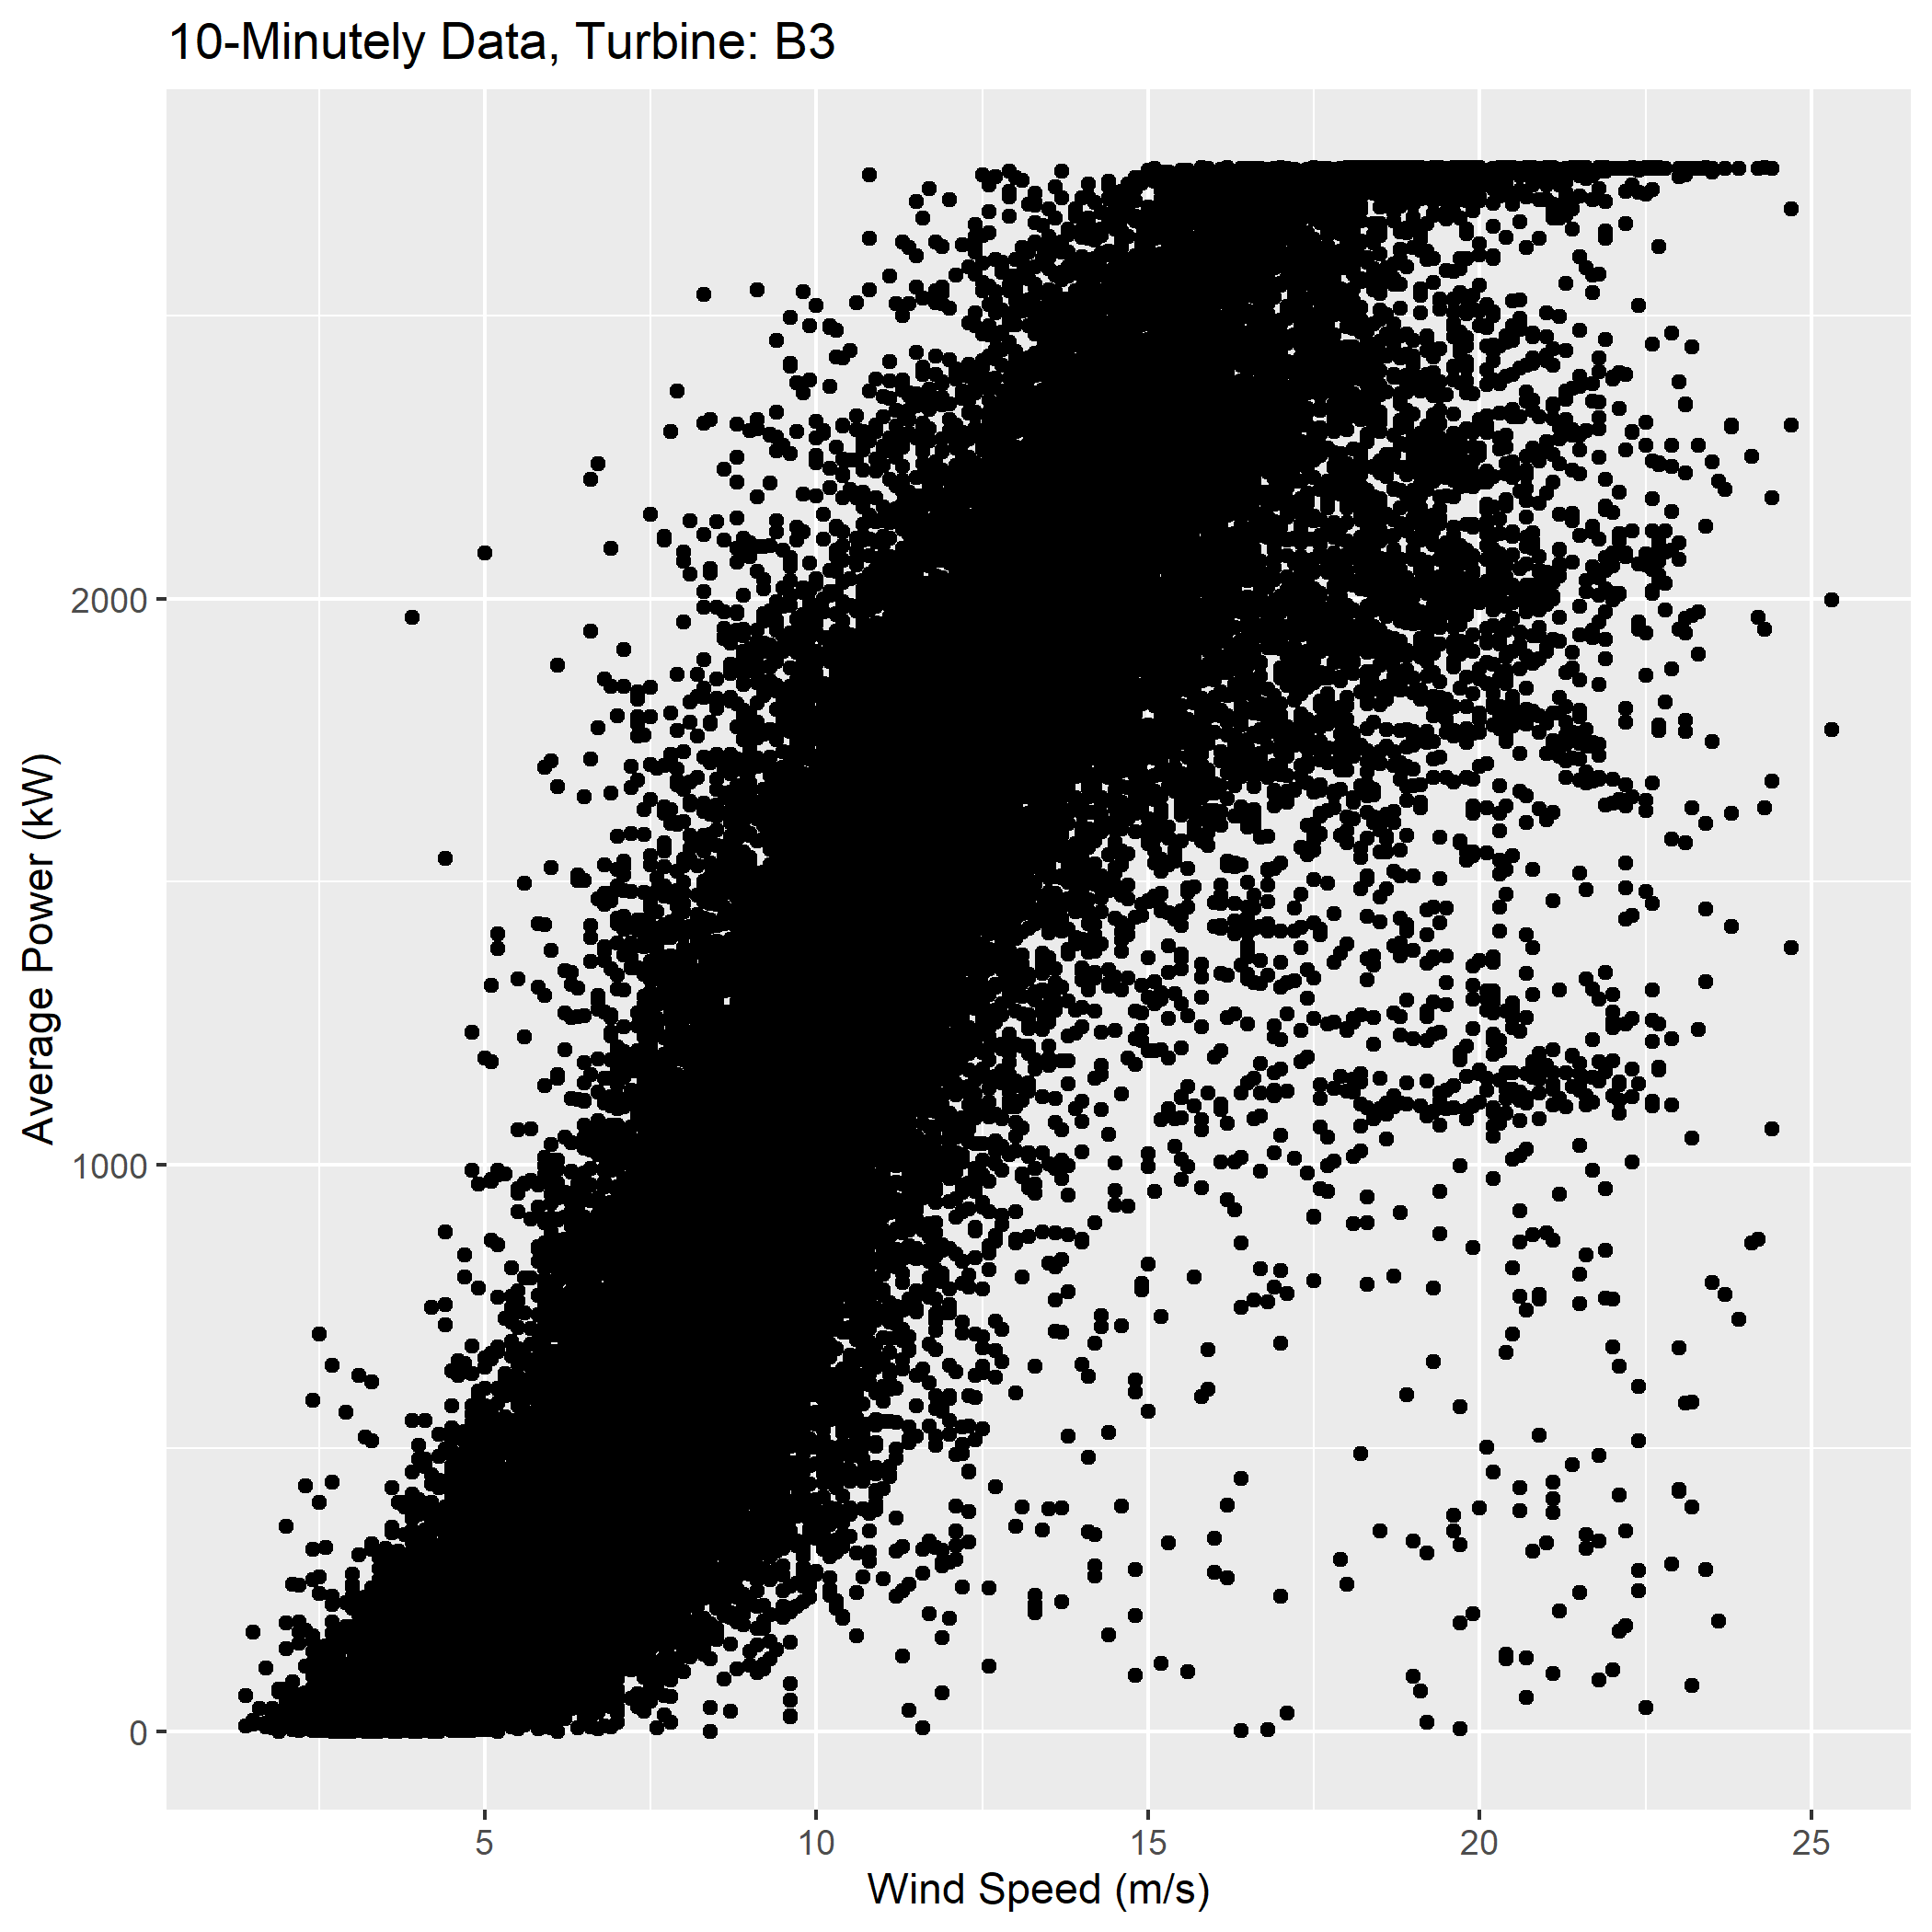 10-Minutely Data, Turbine: B3
Average Power (kW)
2000
1000
0
5 10 15 20 25
Wind Speed (m/s)